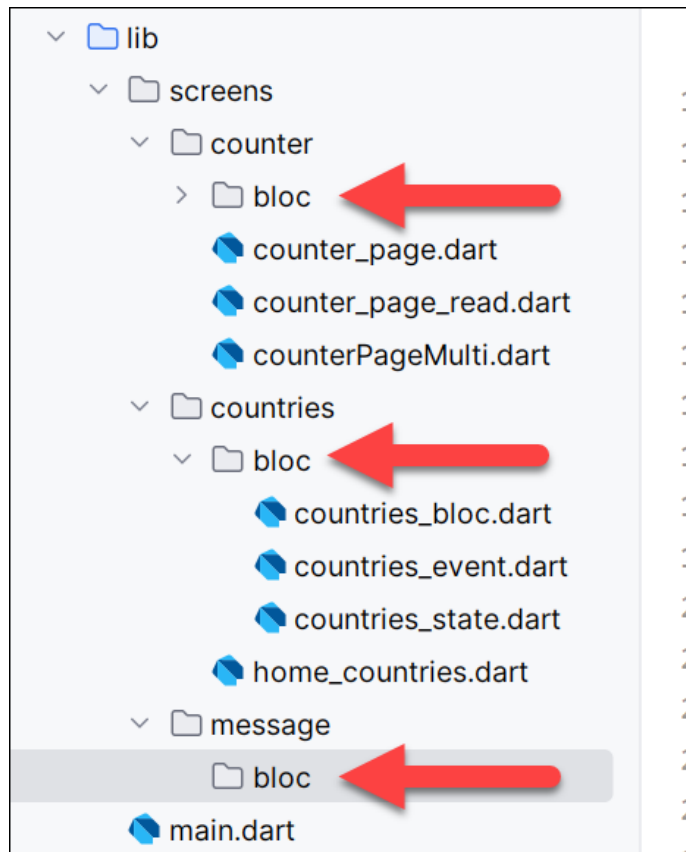 lib
screens
counter
bloc
counter_page.dart
counter_page_read.dart
counterPageMulti.dart
countries
bloc
countries_bloc.dart
countries_event.dart
countries_state.dart
home_countries.dart
message
bloc
main.dart